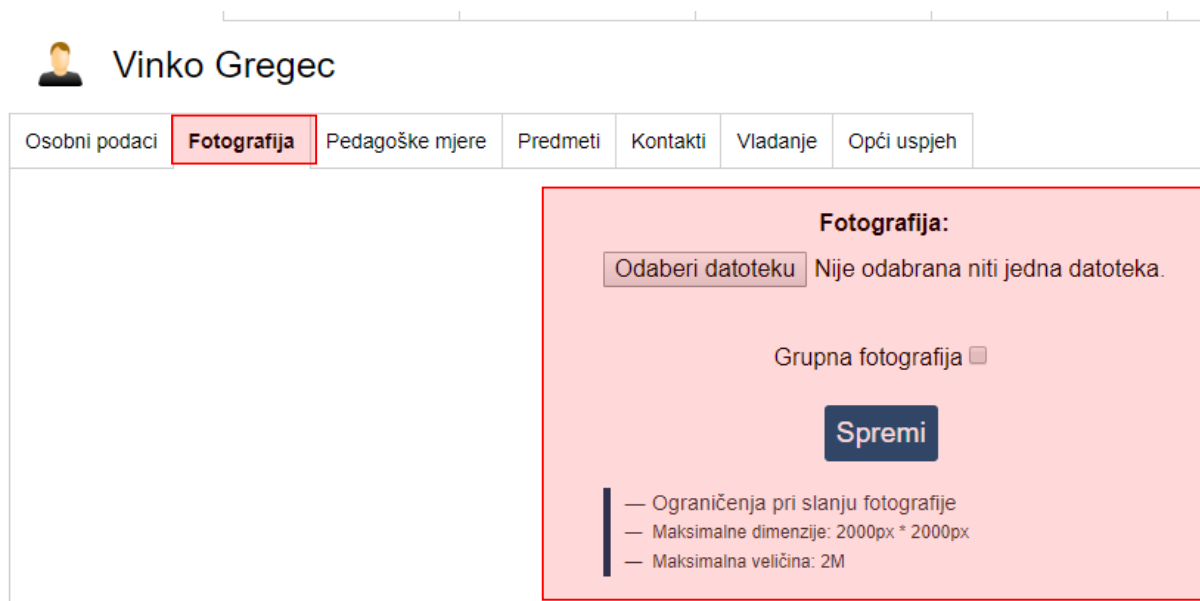 Vinko Gregec
Osobni podaci Fotografija Pedagoške mjere Predmeti Kontakti Vladanje Opći uspjeh
Fotografija:
Odaberi datoteku Nije odabrana niti jedna datoteka.
Grupna fotografija
Spremi
— Ograničenja pri slanju fotografije
— Maksimalne dimenzije: 2000px * 2000px
— Maksimalna veličina: 2M